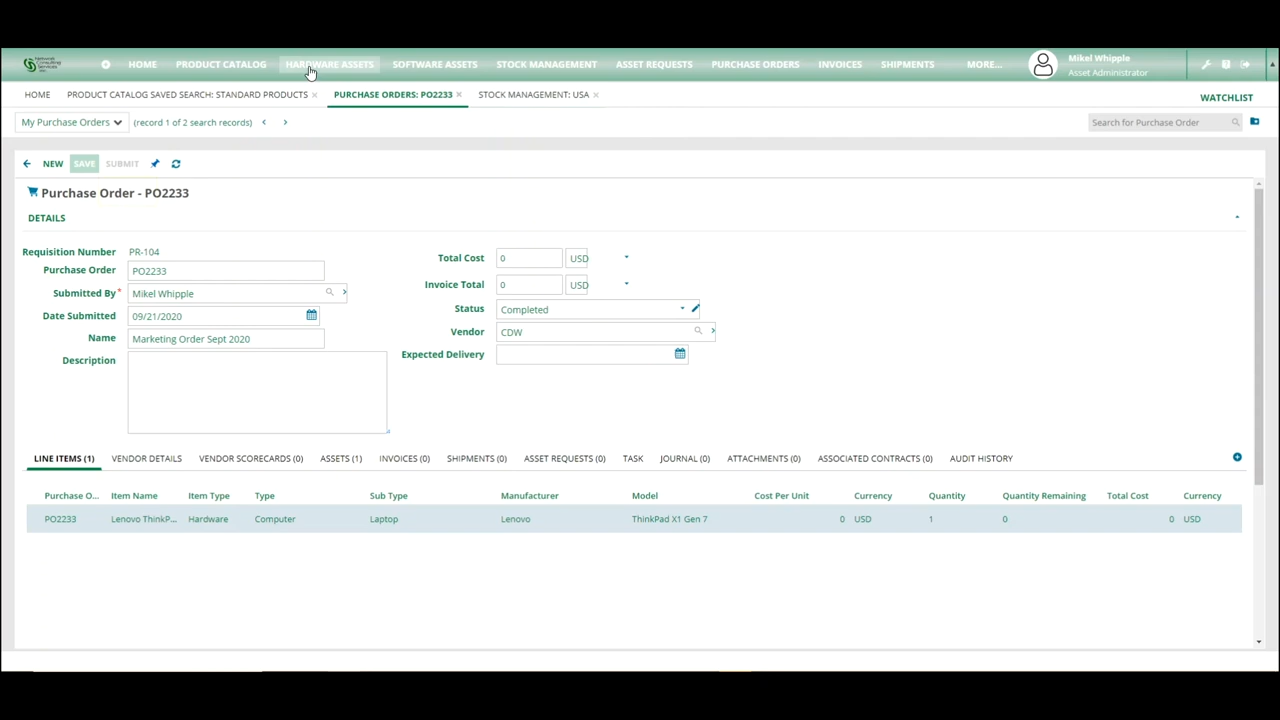 Network Consulting Services Inc.
HOME PRODUCT CATALOG HARDWARE ASSETS SOFTWARE ASSETS STOCK MANAGEMENT ASSET REQUESTS PURCHASE ORDERS INVOICES SHIPMENTS MORE... Mikel Whipple
Asset Administrator
HOME PRODUCT CATALOG SAVED SEARCH: STANDARD PRODUCTS PURCHASE ORDERS: PO2233 STOCK MANAGEMENT: USA WATCHLIST
My Purchase Orders (record 1 of 2 search records) Search for Purchase Order
NEW SAVE SUBMIT
Purchase Order - PO2233
DETAILS
Requisition Number PR-104
Purchase Order PO2233
Submitted By* Mikel Whipple
Date Submitted 09/21/2020
Name Marketing Order Sept 2020
Description
Total Cost 0 USD
Invoice Total 0 USD
Status Completed
Vendor CDW
Expected Delivery
LINE ITEMS (1) VENDOR DETAILS VENDOR SCORECARDS (0) ASSETS (1) INVOICES (0) SHIPMENTS (0) ASSET REQUESTS (0) TASK JOURNAL (0) ATTACHMENTS (0) ASSOCIATED CONTRACTS (0) AUDIT HISTORY
Purchase O... Item Name Item Type Type Sub Type Manufacturer Model Cost Per Unit Currency Quantity Quantity Remaining Total Cost Currency
PO2233 Lenovo ThinkP... Hardware Computer Laptop Lenovo ThinkPad X1 Gen 7 0 USD 1 0 0 USD